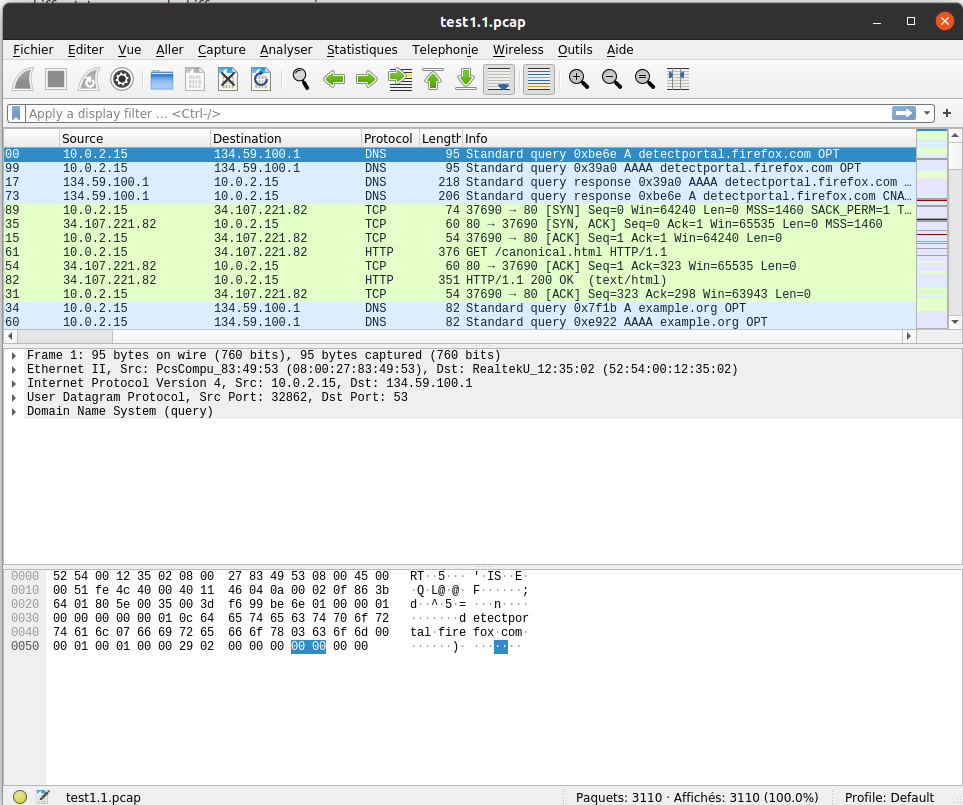 test1.1.pcap
Fichier Editer Vue Aller Capture Analyser Statistiques Telephonie Wireless Outils Aide
Apply a display filter ... <Ctrl-/>
Source Destination Protocol Length Info
00 10.0.2.15 134.59.100.1 DNS 95 Standard query 0xbe6e A detectportal.firefox.com OPT
99 10.0.2.15 134.59.100.1 DNS 95 Standard query 0x39a0 AAAA detectportal.firefox.com OPT
17 134.59.100.1 10.0.2.15 DNS 218 Standard query response 0x39a0 AAAA detectportal.firefox.com …
73 134.59.100.1 10.0.2.15 DNS 206 Standard query response 0xbe6e A detectportal.firefox.com CNA…
89 10.0.2.15 34.107.221.82 TCP 74 37690 → 80 [SYN] Seq=0 Win=64240 Len=0 MSS=1460 SACK_PERM=1 T…
35 34.107.221.82 10.0.2.15 TCP 60 80 → 37690 [SYN, ACK] Seq=0 Ack=1 Win=65535 Len=0 MSS=1460
15 10.0.2.15 34.107.221.82 TCP 54 37690 → 80 [ACK] Seq=1 Ack=1 Win=64240 Len=0
61 10.0.2.15 34.107.221.82 HTTP 376 GET /canonical.html HTTP/1.1
54 34.107.221.82 10.0.2.15 TCP 60 80 → 37690 [ACK] Seq=1 Ack=323 Win=65535 Len=0
82 34.107.221.82 10.0.2.15 HTTP 351 HTTP/1.1 200 OK  (text/html)
31 10.0.2.15 34.107.221.82 TCP 54 37690 → 80 [ACK] Seq=323 Ack=298 Win=63943 Len=0
34 10.0.2.15 134.59.100.1 DNS 82 Standard query 0x7f1b A example.org OPT
60 10.0.2.15 134.59.100.1 DNS 82 Standard query 0xe922 AAAA example.org OPT
Frame 1: 95 bytes on wire (760 bits), 95 bytes captured (760 bits)
Ethernet II, Src: PcsCompu_83:49:53 (08:00:27:83:49:53), Dst: RealtekU_12:35:02 (52:54:00:12:35:02)
Internet Protocol Version 4, Src: 10.0.2.15, Dst: 134.59.100.1
User Datagram Protocol, Src Port: 32862, Dst Port: 53
Domain Name System (query)
0000 52 54 00 12 35 02 08 00 27 83 49 53 08 00 45 00 RT··5··· '·IS··E·
0010 00 51 fe 4c 40 00 40 11 46 04 0a 00 02 0f 86 3b ·Q·L@·@· F······;
0020 64 01 80 5e 00 35 00 3d f6 99 be 6e 01 00 00 01 d··^·5·= ···n····
0030 00 00 00 00 00 01 0c 64 65 74 65 63 74 70 6f 72 ·······d etectpor
0040 74 61 6c 07 66 69 72 65 66 6f 78 03 63 6f 6d 00 tal·fire fox·com·
0050 00 01 00 01 00 00 29 02 00 00 00 00 00 00 00 ······)· ·······
test1.1.pcap Paquets: 3110 · Affichés: 3110 (100.0%) Profile: Default